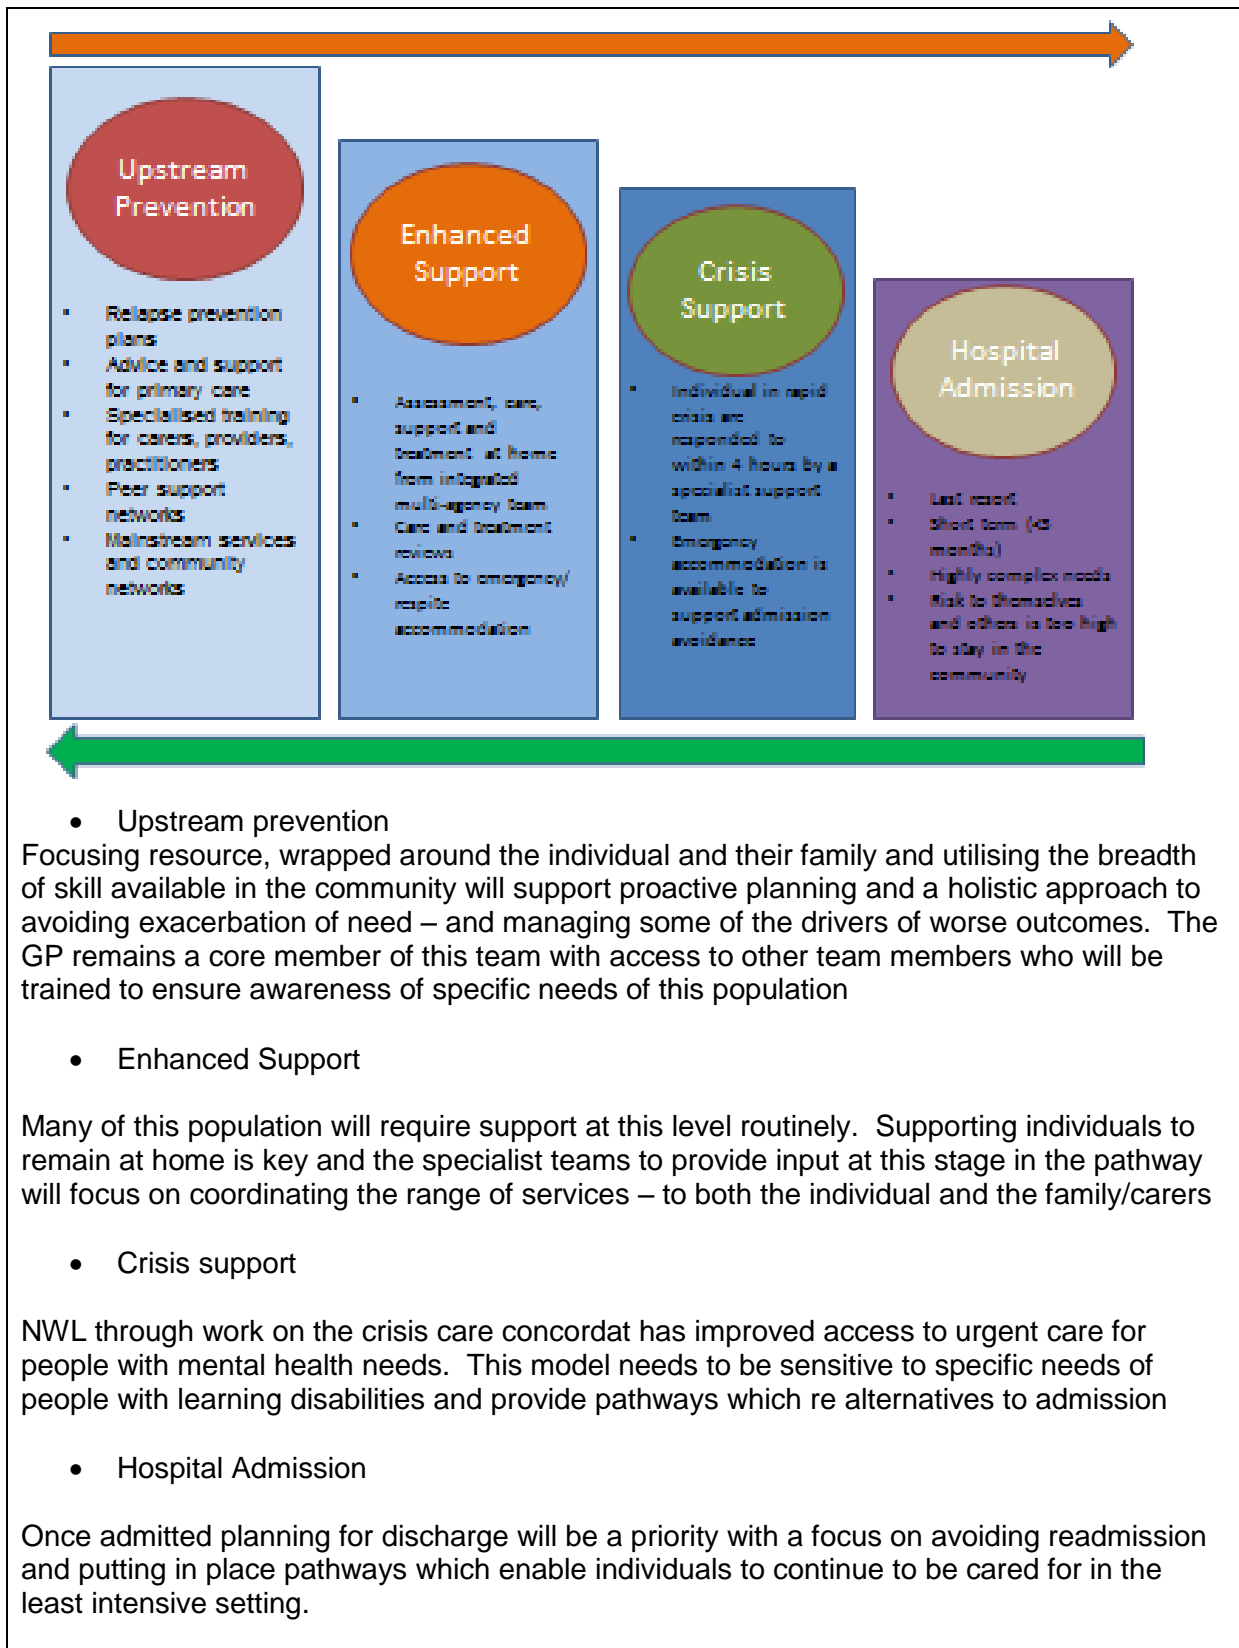 Upstream
Prevention
Relapse prevention
plans
Advice and support
for primary care
Specialised training
for carers, providers,
practitioners
Peer support
networks
Mainstream services
and community
networks
Enhanced
Support
Assessment, care,
support and
treatment at home
from integrated
multi-agency team
Care and treatment
reviews
Access to emergency/
respite
accommodation
Crisis
Support
Individual in rapid
crisis are
responded to
within 4 hours by a
specialist support
team
Emergency
accommodation is
available to
support admission
avoidance
Hospital
Admission
Last resort
Short term
months)
Highly complex needs
Risk to themselves
and others is too high
to stay in the
community
• Upstream prevention
Focusing resource, wrapped around the individual and their family and utilising the breadth
of skill available in the community will support proactive planning and a holistic approach to
avoiding exacerbation of need – and managing some of the drivers of worse outcomes. The
GP remains a core member of this team with access to other team members who will be
trained to ensure awareness of specific needs of this population
• Enhanced Support
Many of this population will require support at this level routinely. Supporting individuals to
remain at home is key and the specialist teams to provide input at this stage in the pathway
will focus on coordinating the range of services – to both the individual and the family/carers
• Crisis support
NWL through work on the crisis care concordat has improved access to urgent care for
people with mental health needs. This model needs to be sensitive to specific needs of
people with learning disabilities and provide pathways which re alternatives to admission
• Hospital Admission
Once admitted planning for discharge will be a priority with a focus on avoiding readmission
and putting in place pathways which enable individuals to continue to be cared for in the
least intensive setting.